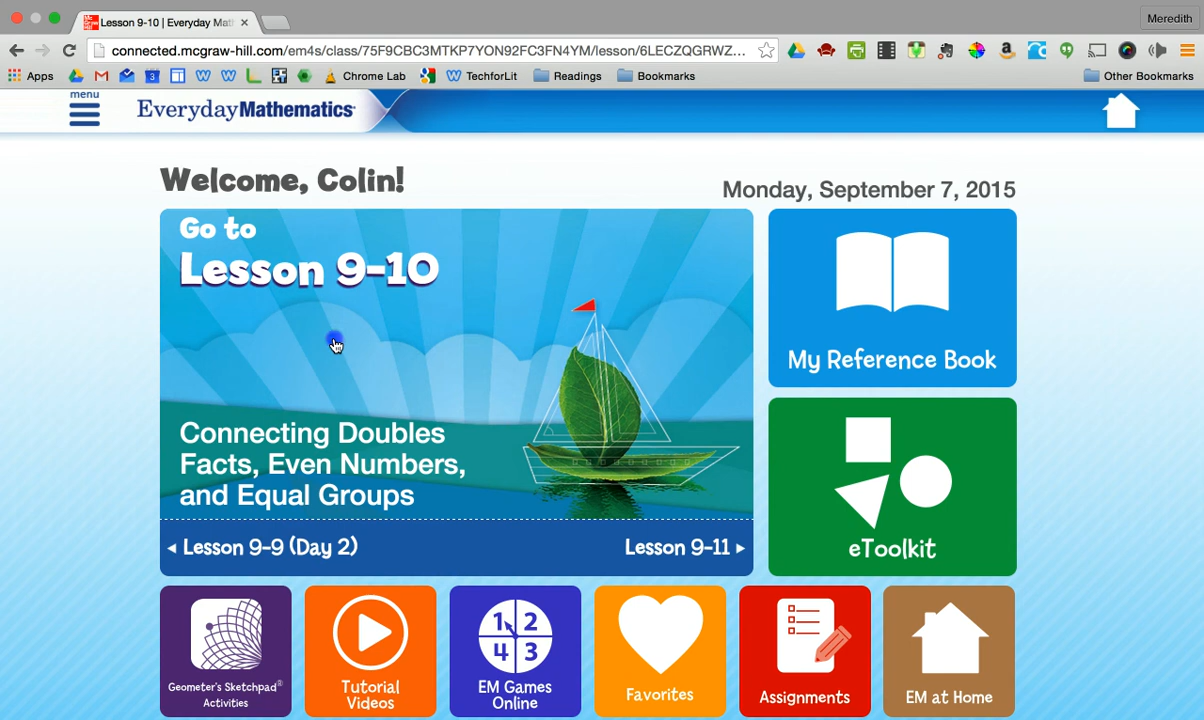 Lesson 9-10 | Everyday Mat
Meredith
connected.mcgraw-hill.com/em4s/class/75F9CBC3MTKP7YON92FC3FN4YM/lesson/6LECZQGRWZ...
Apps
Chrome Lab
TechforLit
Readings
Bookmarks
Other Bookmarks
menu
EverydayMathematics
Welcome, Colin!
Monday, September 7, 2015
Go to
Lesson 9-10
Connecting Doubles
Facts, Even Numbers,
and Equal Groups
◂ Lesson 9-9 (Day 2)
Lesson 9-11 ▸
My Reference Book
eToolkit
1 2
4 3
Geometer's Sketchpad®
Activities
Tutorial
Videos
EM Games
Online
Favorites
Assignments
EM at Home